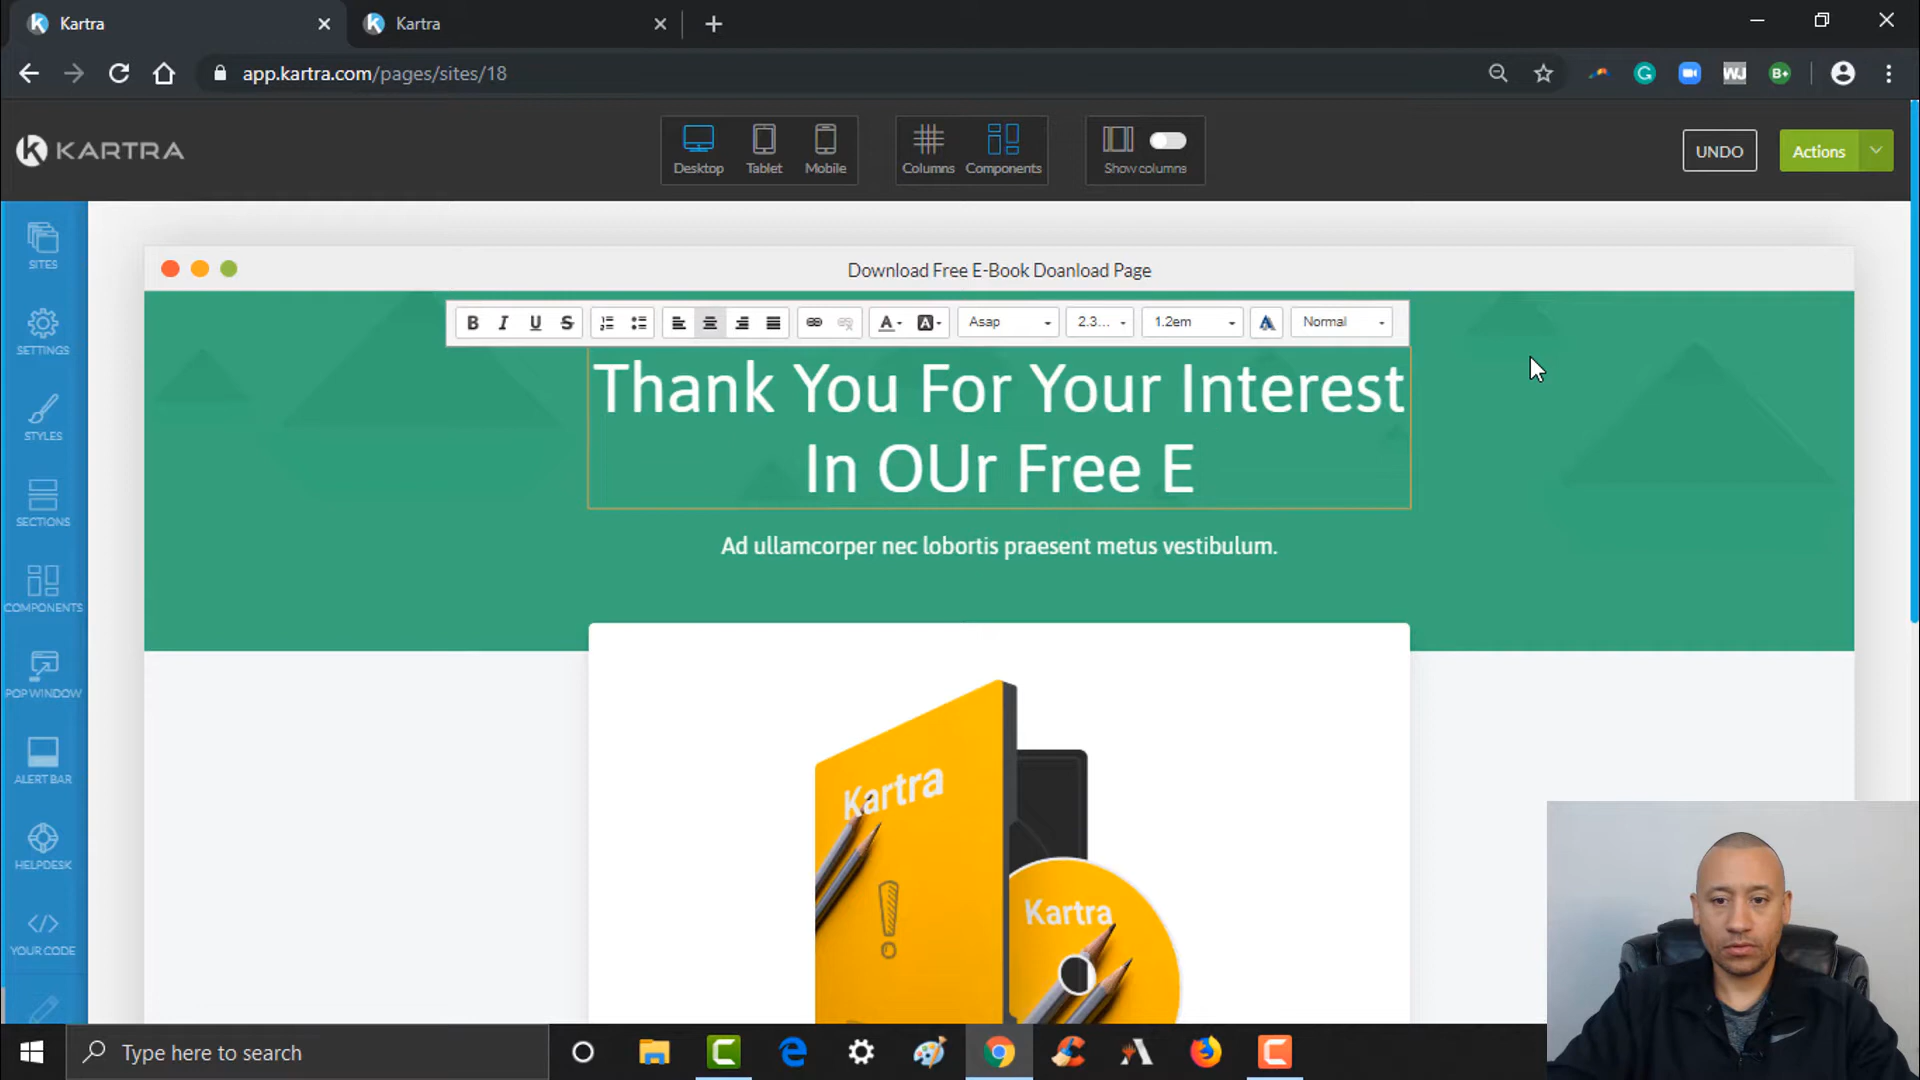 Kartra
Kartra
app.kartra.com/pages/sites/18
KARTRA
Desktop
Tablet
Mobile
Columns
Components
Show columns
UNDO
Actions
SITES
SETTINGS
STYLES
SECTIONS
COMPONENTS
POP WINDOW
ALERT BAR
HELPDESK
YOUR CODE
Download Free E-Book Doanload Page
B I U S
A
A
Asap
2.3...
1.2em
A
Normal
Thank You For Your Interest
In OUr Free E
Ad ullamcorper nec lobortis praesent metus vestibulum.
Kartra
Kartra
Type here to search